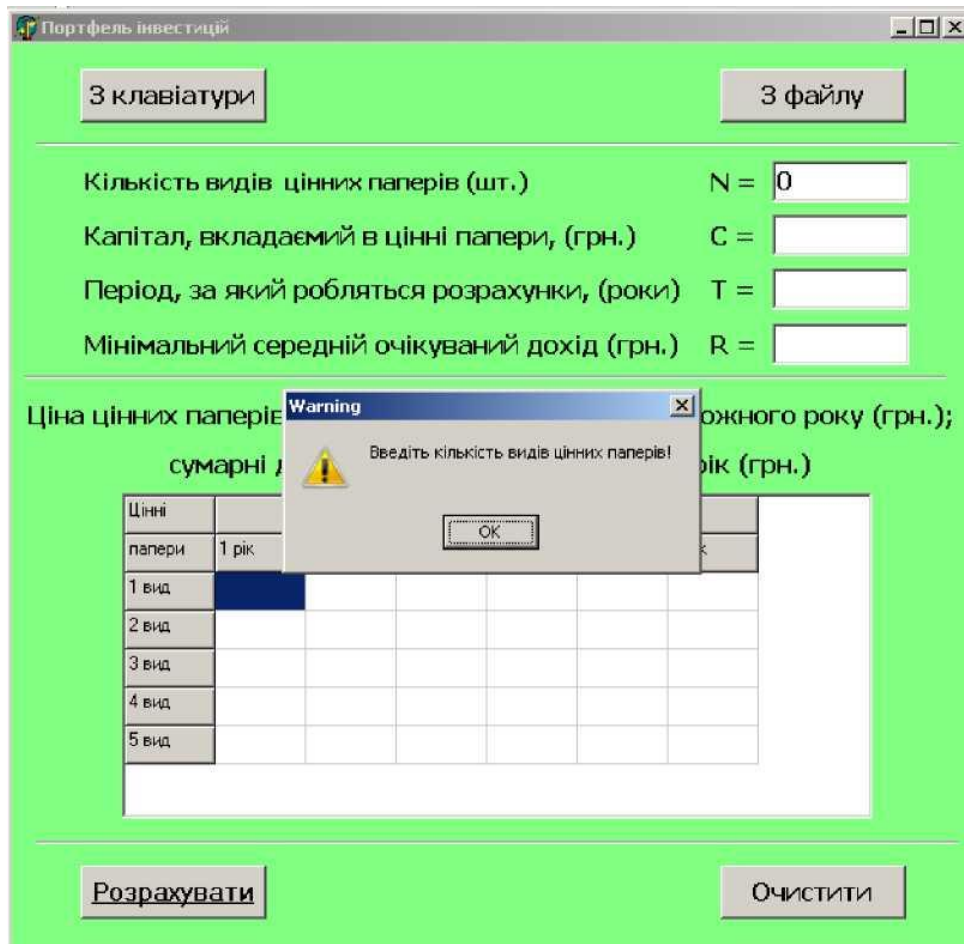 Портфель інвестицій
З клавіатури
З файлу
Кількість видів цінних паперів (шт.) N = 0
Капітал, вкладаємий в цінні папери, (грн.) C =
Період, за який робляться розрахунки, (роки) T =
Мінімальний середній очікуваний дохід (грн.) R =
Ціна цінних паперів
року (грн.);
сумарні
(грн.)
Warning
Введіть кількість видів цінних паперів!
OK
Цінні
папери 1 рік
1 вид
2 вид
3 вид
4 вид
5 вид
Розрахувати
Очистити